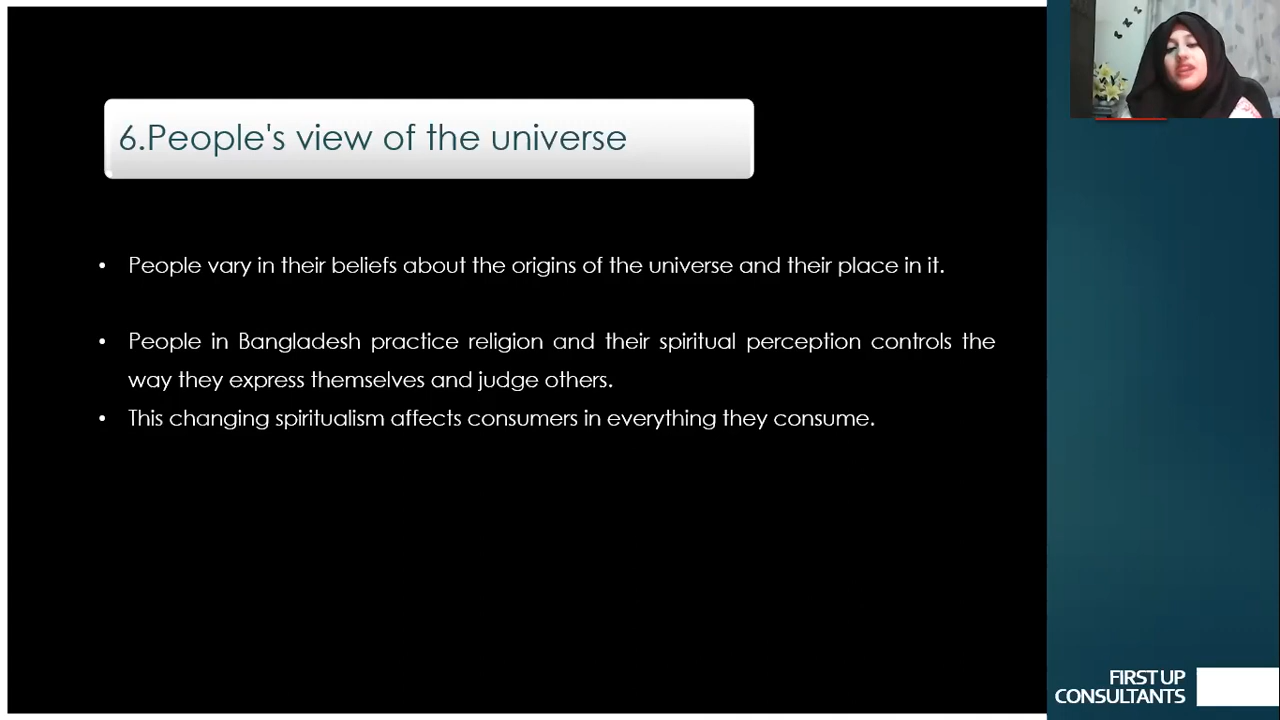 6.People's view of the universe
• People vary in their beliefs about the origins of the universe and their place in it.
• People in Bangladesh practice religion and their spiritual perception controls the
way they express themselves and judge others.
• This changing spiritualism affects consumers in everything they consume.
FIRST UP
CONSULTANTS